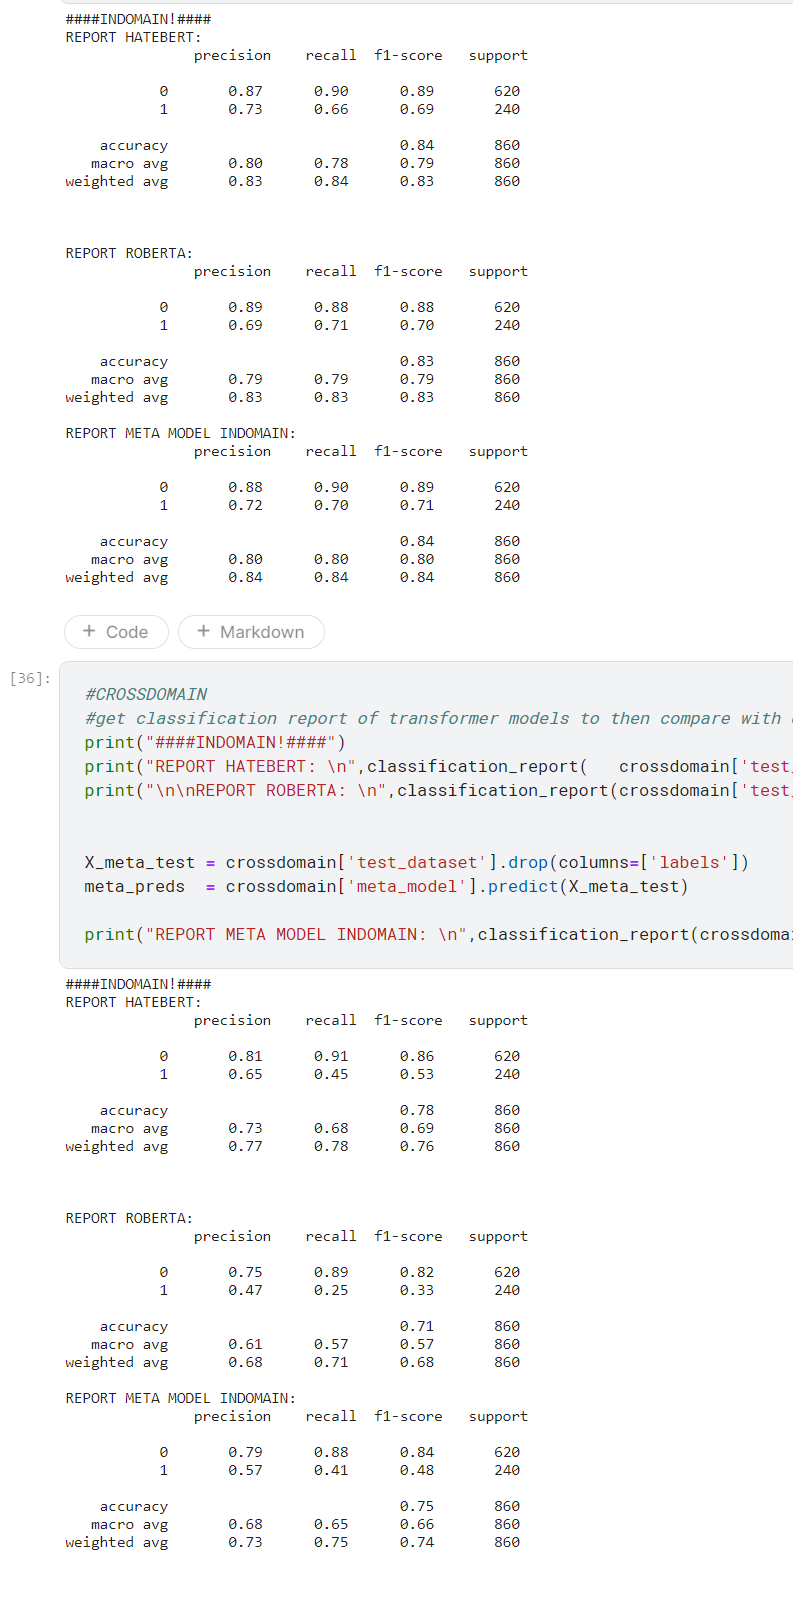 ####INDOMAIN!####
REPORT HATEBERT:
precision recall f1-score support
0 0.87 0.90 0.89 620
1 0.73 0.66 0.69 240
accuracy 0.84 860
macro avg 0.80 0.78 0.79 860
weighted avg 0.83 0.84 0.83 860
REPORT ROBERTA:
precision recall f1-score support
0 0.89 0.88 0.88 620
1 0.69 0.71 0.70 240
accuracy 0.83 860
macro avg 0.79 0.79 0.79 860
weighted avg 0.83 0.83 0.83 860
REPORT META MODEL INDOMAIN:
precision recall f1-score support
0 0.88 0.90 0.89 620
1 0.72 0.70 0.71 240
accuracy 0.84 860
macro avg 0.80 0.80 0.80 860
weighted avg 0.84 0.84 0.84 860
+ Code + Markdown
[36]:
#CROSSDOMAIN
#get classification report of transformer models to then compare with
print("####INDOMAIN!####")
print("REPORT HATEBERT: \n",classification_report( crossdomain['test_
print("\n\nREPORT ROBERTA: \n",classification_report(crossdomain['test_
X_meta_test = crossdomain['test_dataset'].drop(columns=['labels'])
meta_preds = crossdomain['meta_model'].predict(X_meta_test)
print("REPORT META MODEL INDOMAIN: \n",classification_report(crossdomai
####INDOMAIN!####
REPORT HATEBERT:
precision recall f1-score support
0 0.81 0.91 0.86 620
1 0.65 0.45 0.53 240
accuracy 0.78 860
macro avg 0.73 0.68 0.69 860
weighted avg 0.77 0.78 0.76 860
REPORT ROBERTA:
precision recall f1-score support
0 0.75 0.89 0.82 620
1 0.47 0.25 0.33 240
accuracy 0.71 860
macro avg 0.61 0.57 0.57 860
weighted avg 0.68 0.71 0.68 860
REPORT META MODEL INDOMAIN:
precision recall f1-score support
0 0.79 0.88 0.84 620
1 0.57 0.41 0.48 240
accuracy 0.75 860
macro avg 0.68 0.65 0.66 860
weighted avg 0.73 0.75 0.74 860